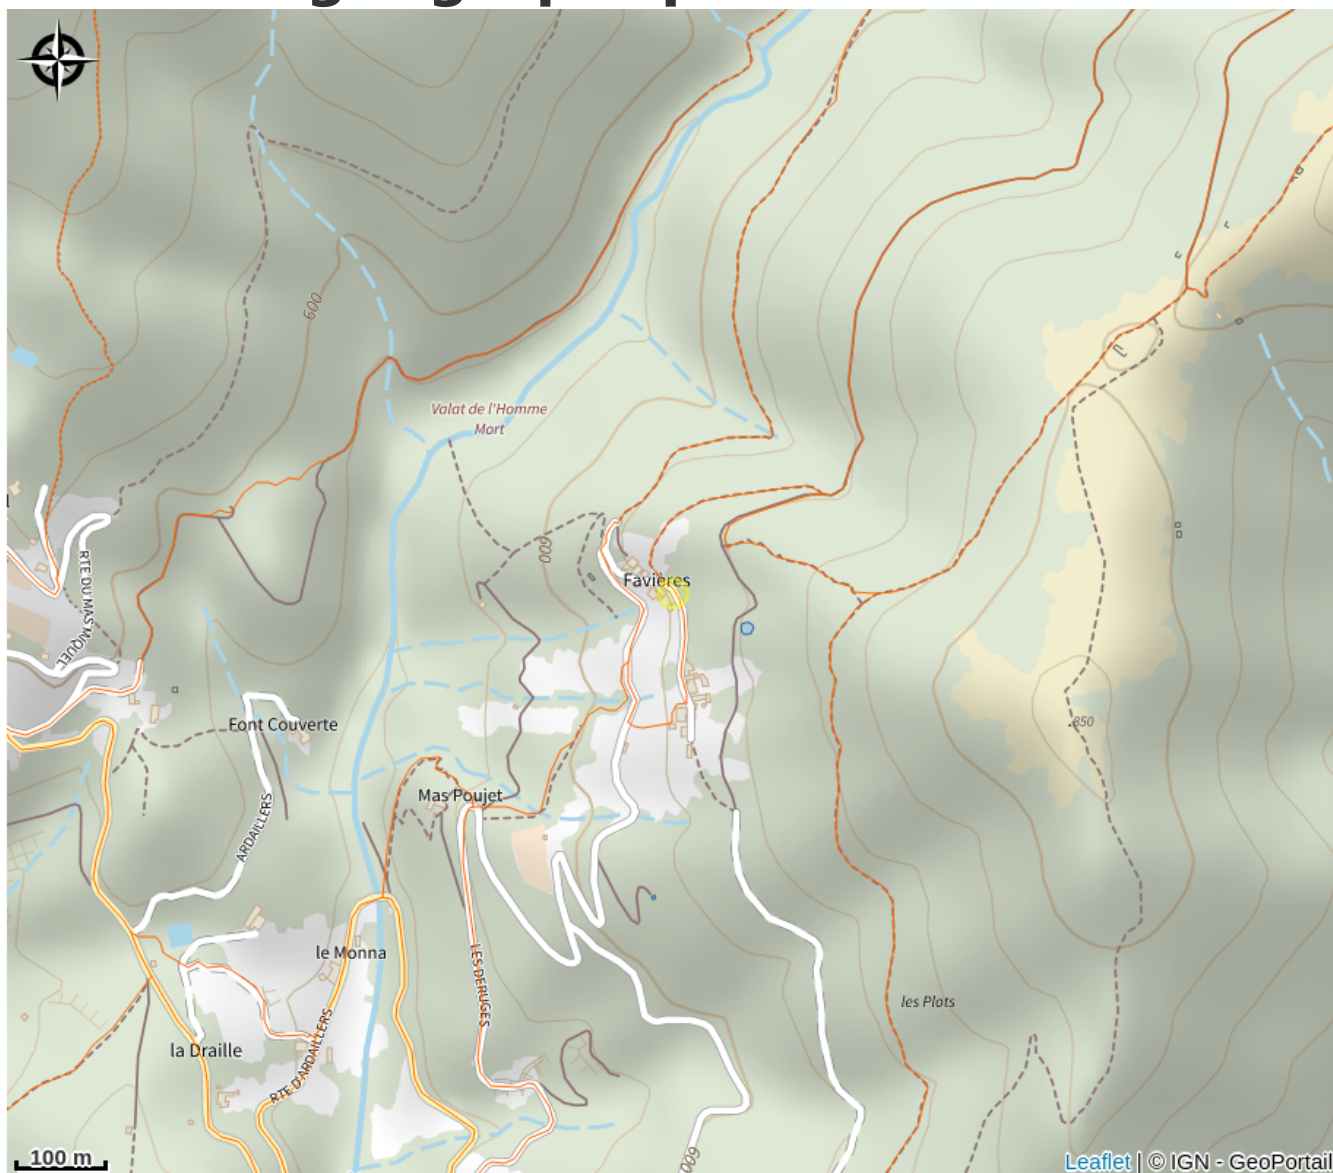 600
Valat de l'Homme
Mort
RTE DU MAS MIQUEL
600
Favières
Font Couverte
850
Mas Poujet
ARDAILLERS
le Monna
LES DERUGES
les Plots
la Draille
RTE D'ARDAILLERS
600
100 m
Leaflet | © IGN - GeoPortail